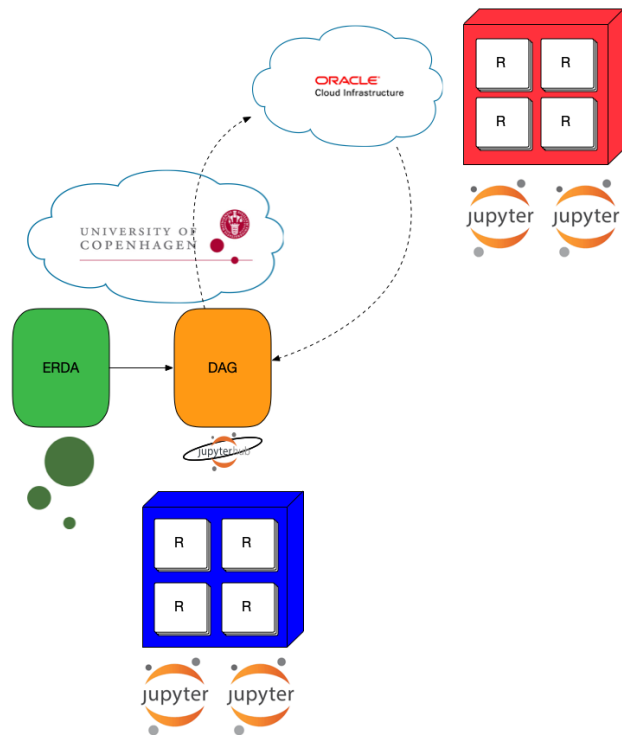 ORACLE
Cloud Infrastructure
R R
R R
jupyter jupyter
UNIVERSITY OF
COPENHAGEN
ERDA
DAG
jupyterhub
R R
R R
jupyter jupyter